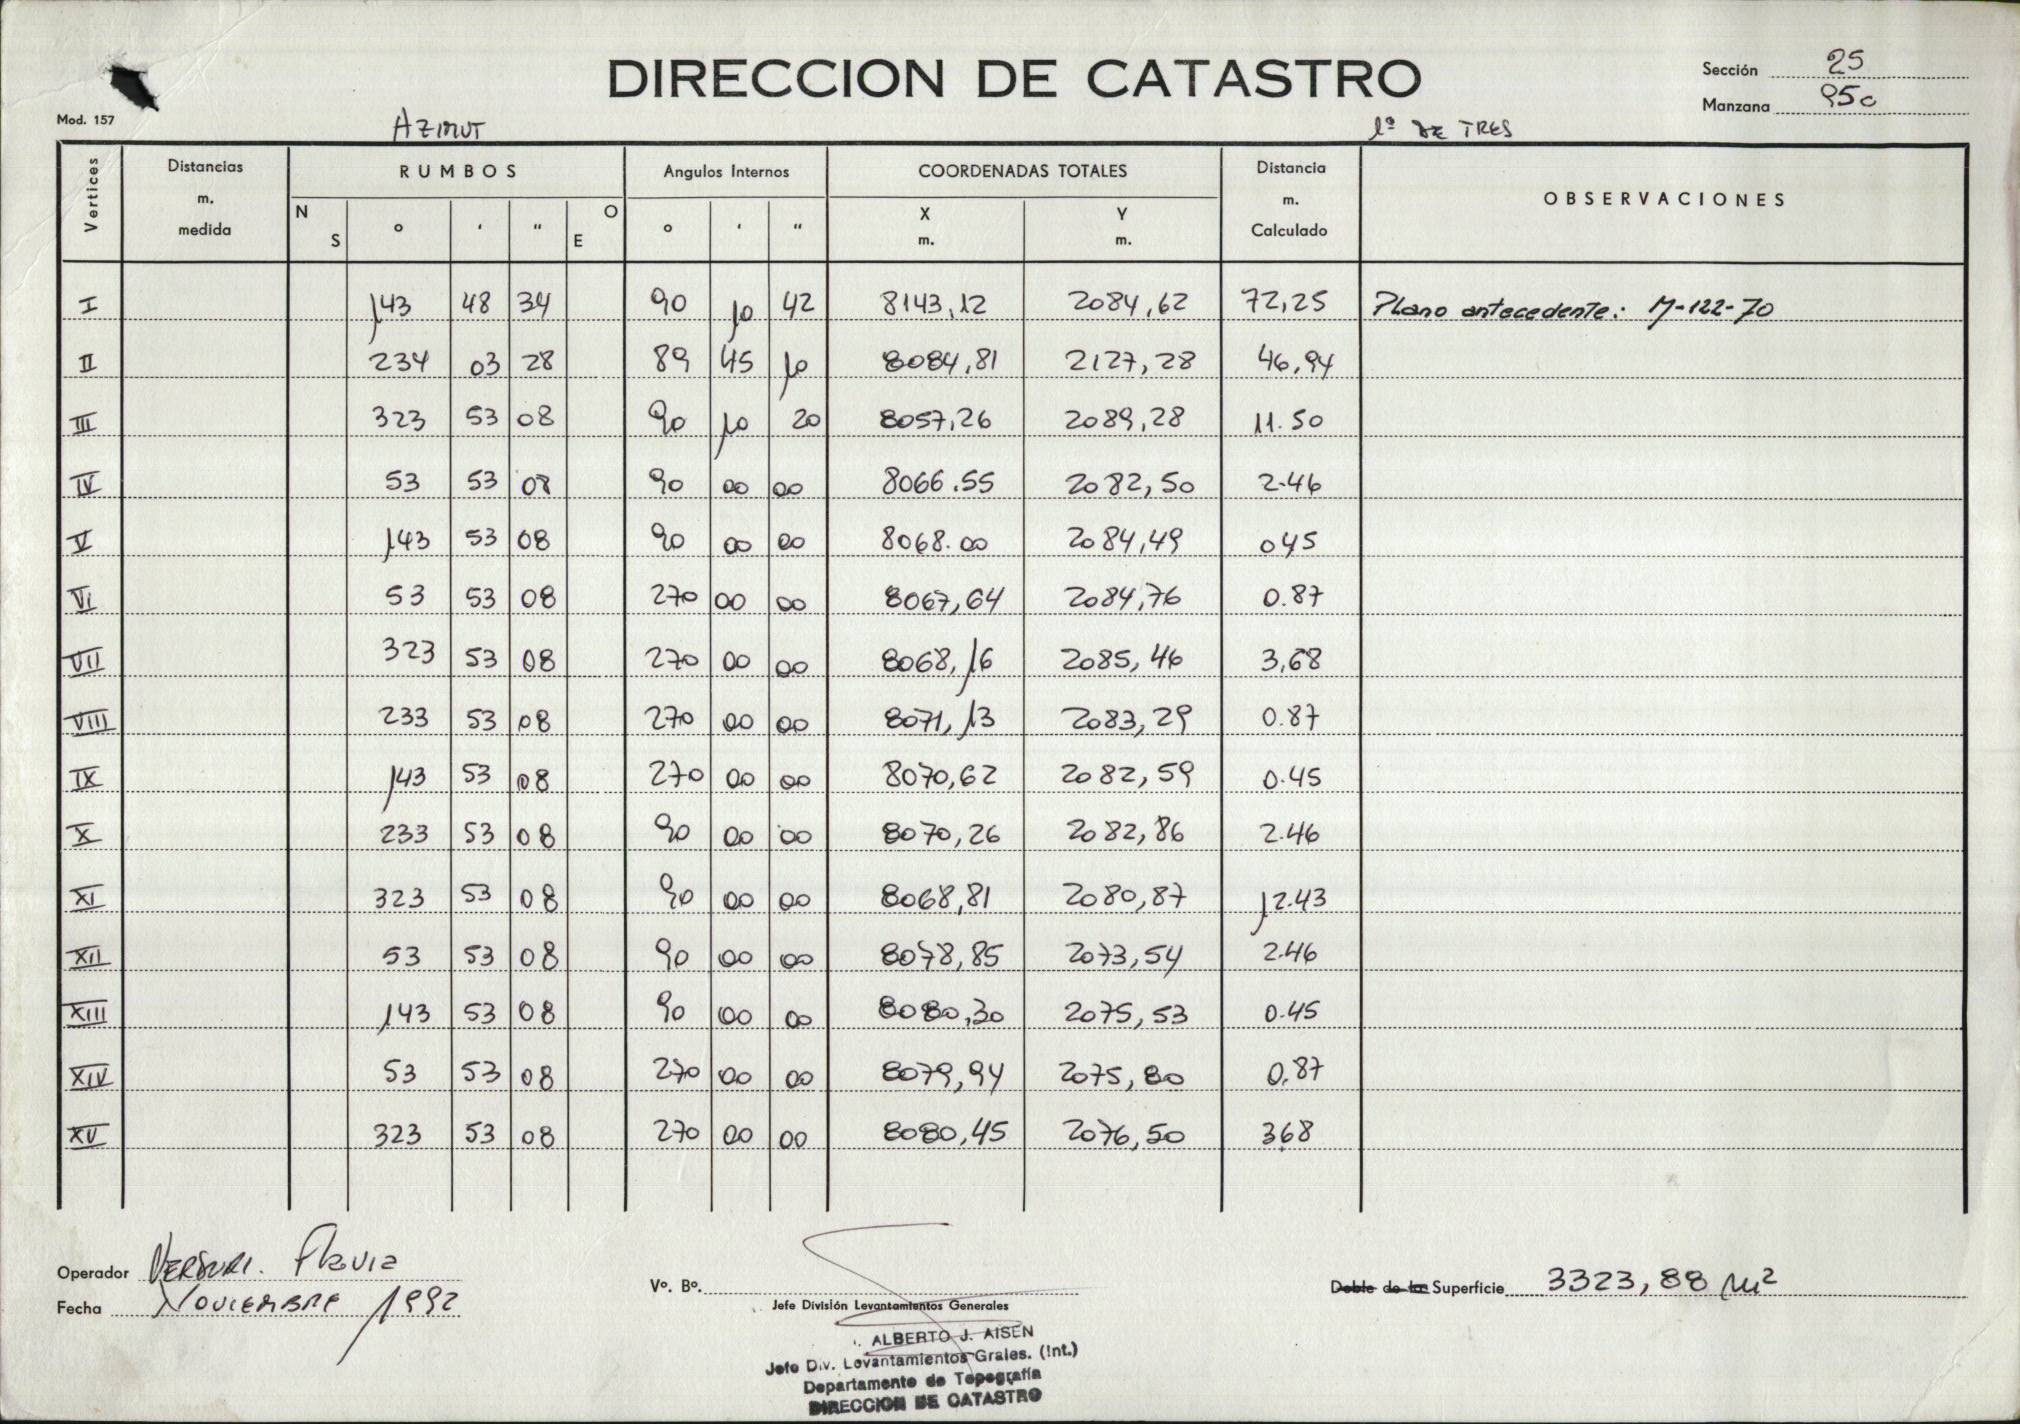 DIRECCION DE CATASTRO
Sección 25
Manzana 95c
Mod. 157
AZIMUT
1ª DE TRES
Vertices | Distancias m. medida | RUMBOS N S ° ' " O E | Angulos Internos ° ' " | COORDENADAS TOTALES X m. Y m. | Distancia m. Calculado | OBSERVACIONES
I 143 48 34 90 10 42 8143,12 2084,62 72,25 Plano antecedente: M-122-70
II 234 03 28 89 45 10 8084,81 2127,28 46,94
III 323 53 08 90 10 20 8057,26 2089,28 11.50
IV 53 53 08 90 00 00 8066.55 2082,50 2.46
V 143 53 08 90 00 00 8068.00 2084,49 045
VI 53 53 08 270 00 00 8067,64 2084,76 0.87
VII 323 53 08 270 00 00 8068,16 2085,46 3,68
VIII 233 53 08 270 00 00 8071,13 2083,29 0.87
IX 143 53 08 270 00 00 8070,62 2082,59 0.45
X 233 53 08 90 00 00 8070,26 2082,86 2.46
XI 323 53 08 90 00 00 8068,81 2080,87 12.43
XII 53 53 08 90 00 00 8078,85 2073,54 2.46
XIII 143 53 08 90 00 00 8080,30 2075,53 0.45
XIV 53 53 08 270 00 00 8079,94 2075,80 0,87
XV 323 53 08 270 00 00 8080,45 2076,50 3,68
Operador Flavia
Fecha NOVIEMBRE 1992
Vº. Bº.
Jefe División Levantamientos Generales
ALBERTO J. AISEN
Jefe Div. Levantamientos Grales. (Int.)
Departamento de Topografía
DIRECCION DE CATASTRO
Doble de la Superficie 3323,88 m²